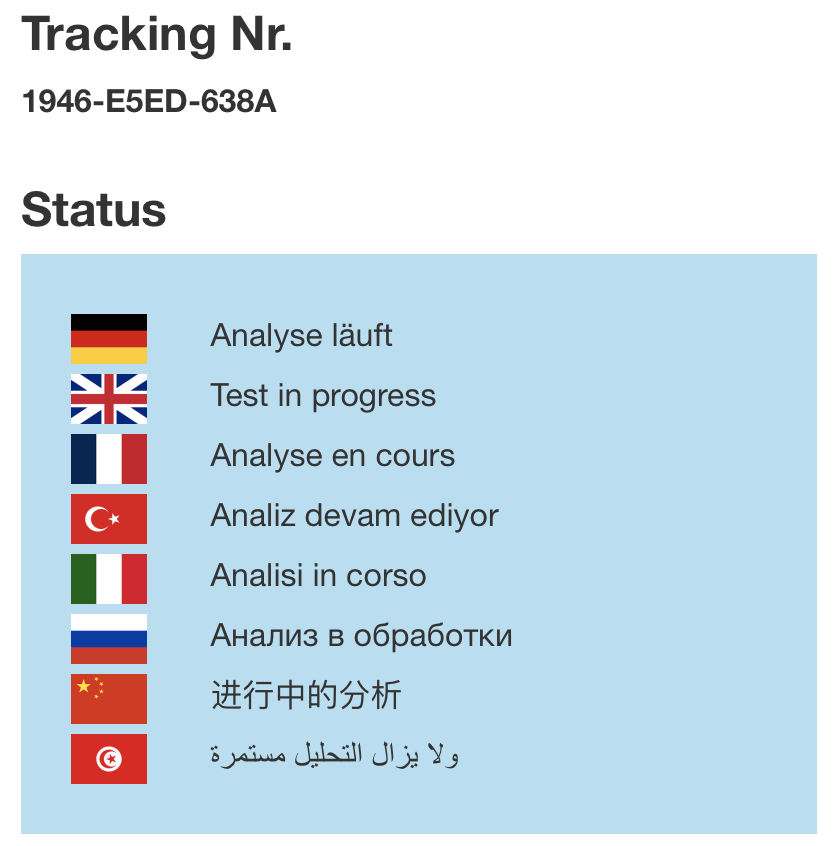 Tracking Nr.
1946-E5ED-638A
Status
Analyse läuft
Test in progress
Analyse en cours
Analiz devam ediyor
Analisi in corso
Анализ в обработки
进行中的分析
ولا يزال التحليل مستمرة